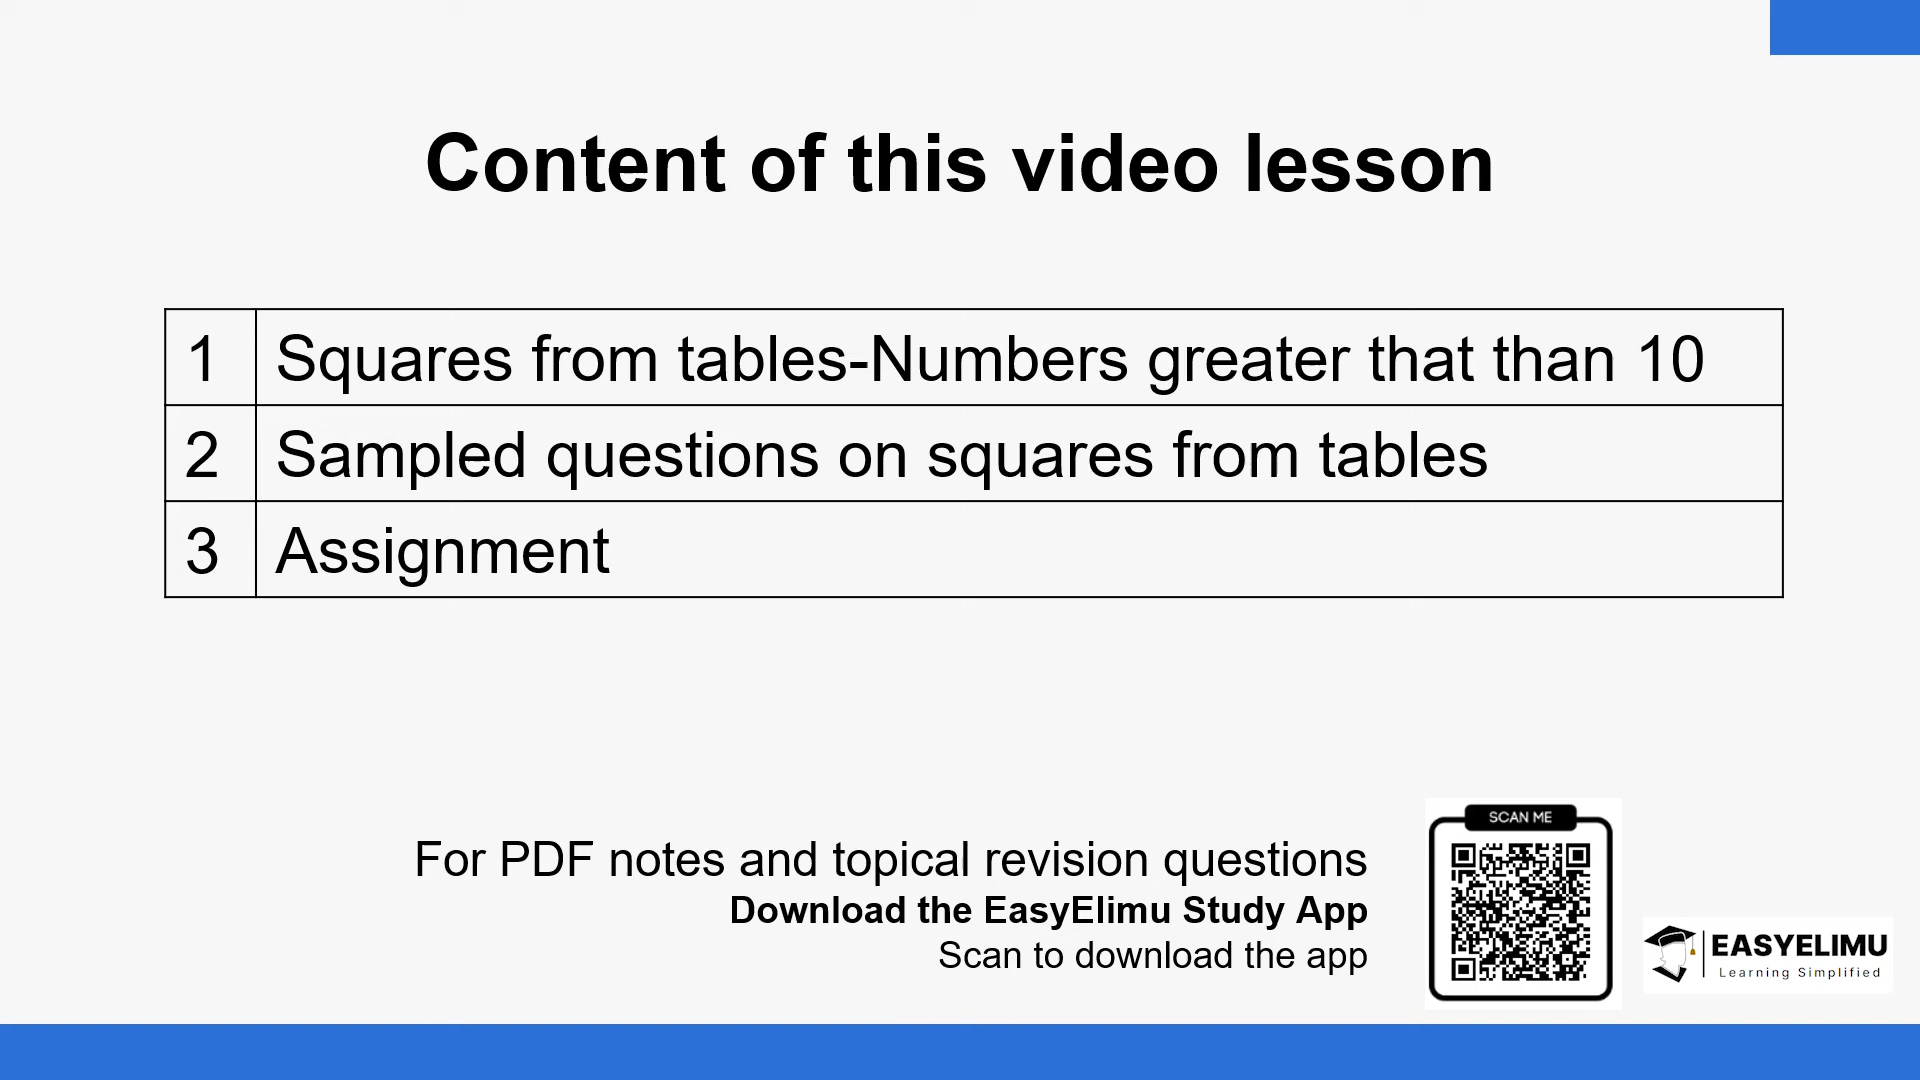 Content of this video lesson
1 Squares from tables-Numbers greater that than 10
2 Sampled questions on squares from tables
3 Assignment
For PDF notes and topical revision questions
Download the EasyElimu Study App
Scan to download the app
SCAN ME
EASYELIMU
Learning Simplified